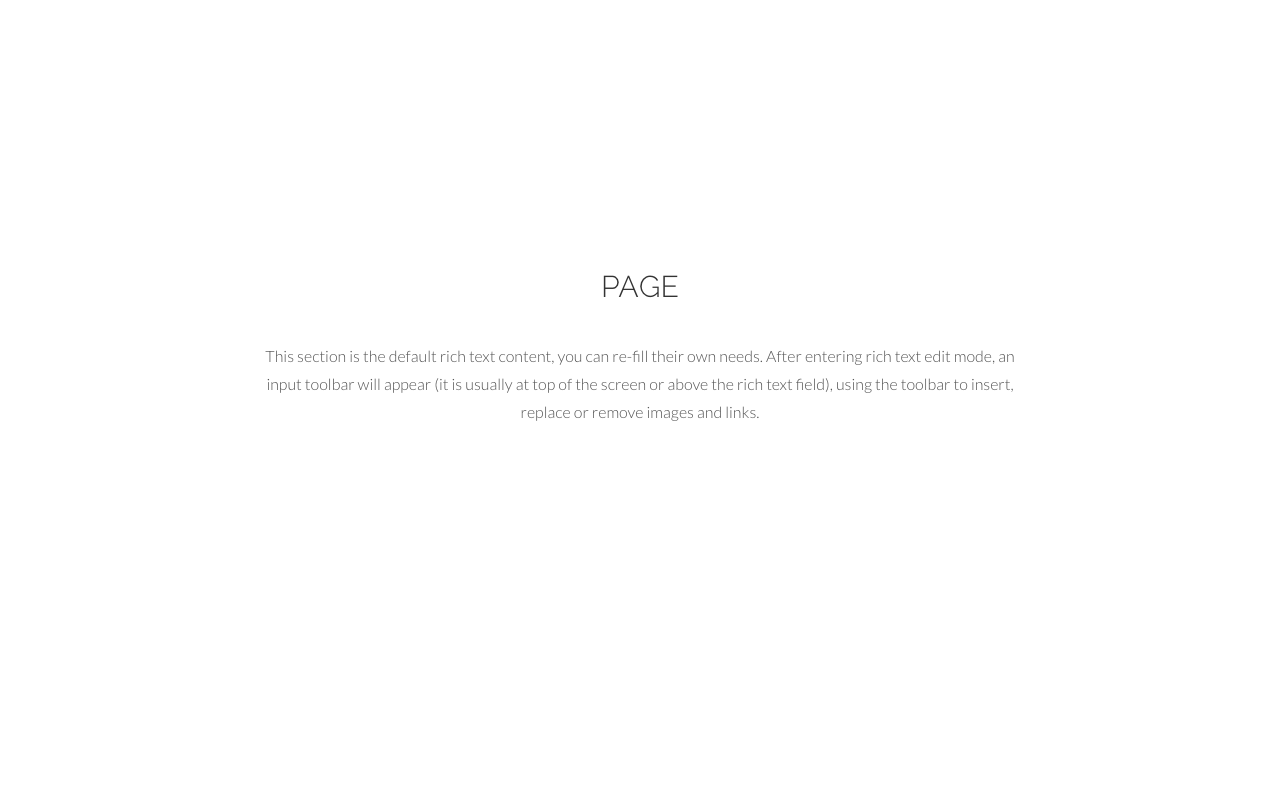 PAGE
This section is the default rich text content, you can re-fill their own needs. After entering rich text edit mode, an
input toolbar will appear (it is usually at top of the screen or above the rich text field), using the toolbar to insert,
replace or remove images and links.